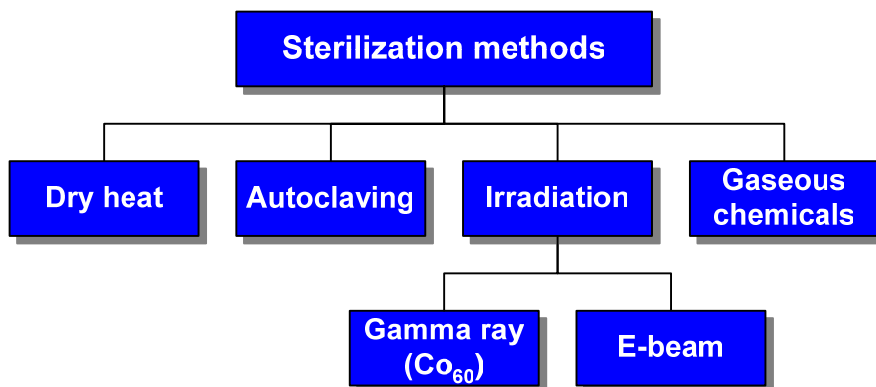 Sterilization methods
Dry heat
Autoclaving
Irradiation
Gaseous
chemicals
Gamma ray
(Co₆₀)
E-beam